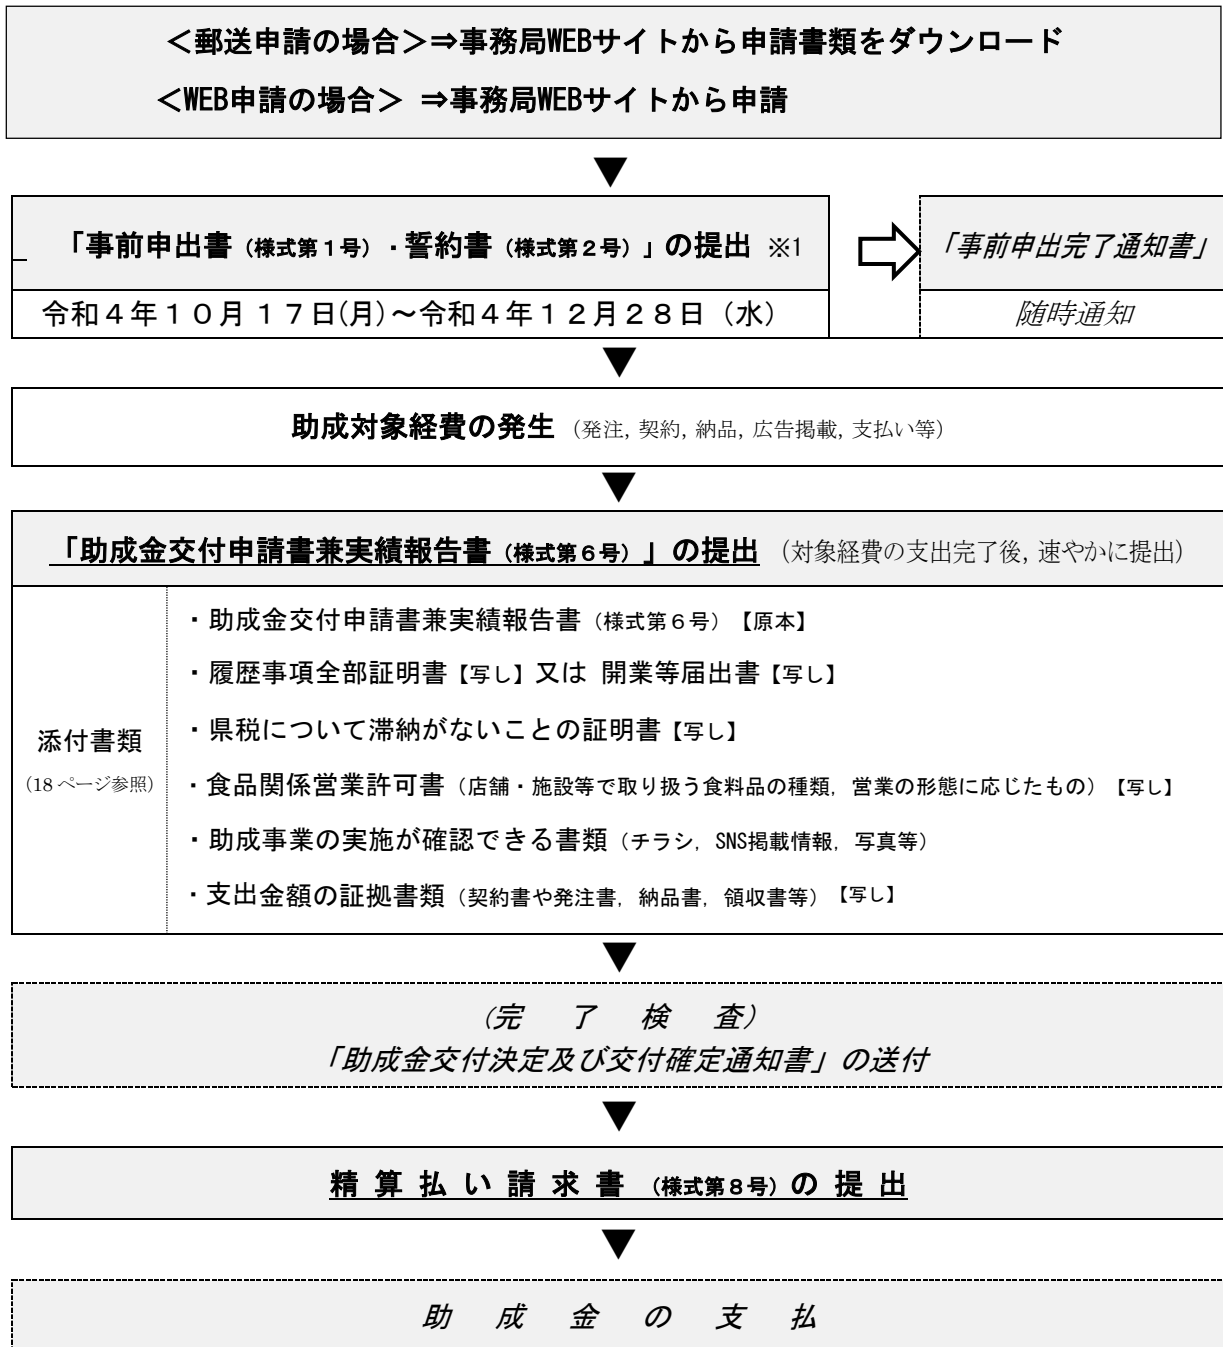 ＜郵送申請の場合＞⇒事務局WEBサイトから申請書類をダウンロード
＜WEB申請の場合＞ ⇒事務局WEBサイトから申請
▼
「事前申出書（様式第１号）・誓約書（様式第２号）」の提出 ※1
「事前申出完了通知書」
令和４年１０月１７日(月)～令和４年１２月２８日（水）
随時通知
▼
助成対象経費の発生（発注，契約，納品，広告掲載，支払い等）
▼
「助成金交付申請書兼実績報告書（様式第６号）」の提出（対象経費の支出完了後，速やかに提出）
添付書類
（18 ページ参照）
・助成金交付申請書兼実績報告書（様式第６号）【原本】
・履歴事項全部証明書【写し】又は 開業等届出書【写し】
・県税について滞納がないことの証明書【写し】
・食品関係営業許可書（店舗・施設等で取り扱う食料品の種類，営業の形態に応じたもの）【写し】
・助成事業の実施が確認できる書類（チラシ，SNS掲載情報，写真等）
・支出金額の証拠書類（契約書や発注書，納品書，領収書等）【写し】
▼
（完 了 検 査）
「助成金交付決定及び交付確定通知書」の送付
▼
精 算 払 い 請 求 書 （様式第８号）の 提 出
▼
助 成 金 の 支 払